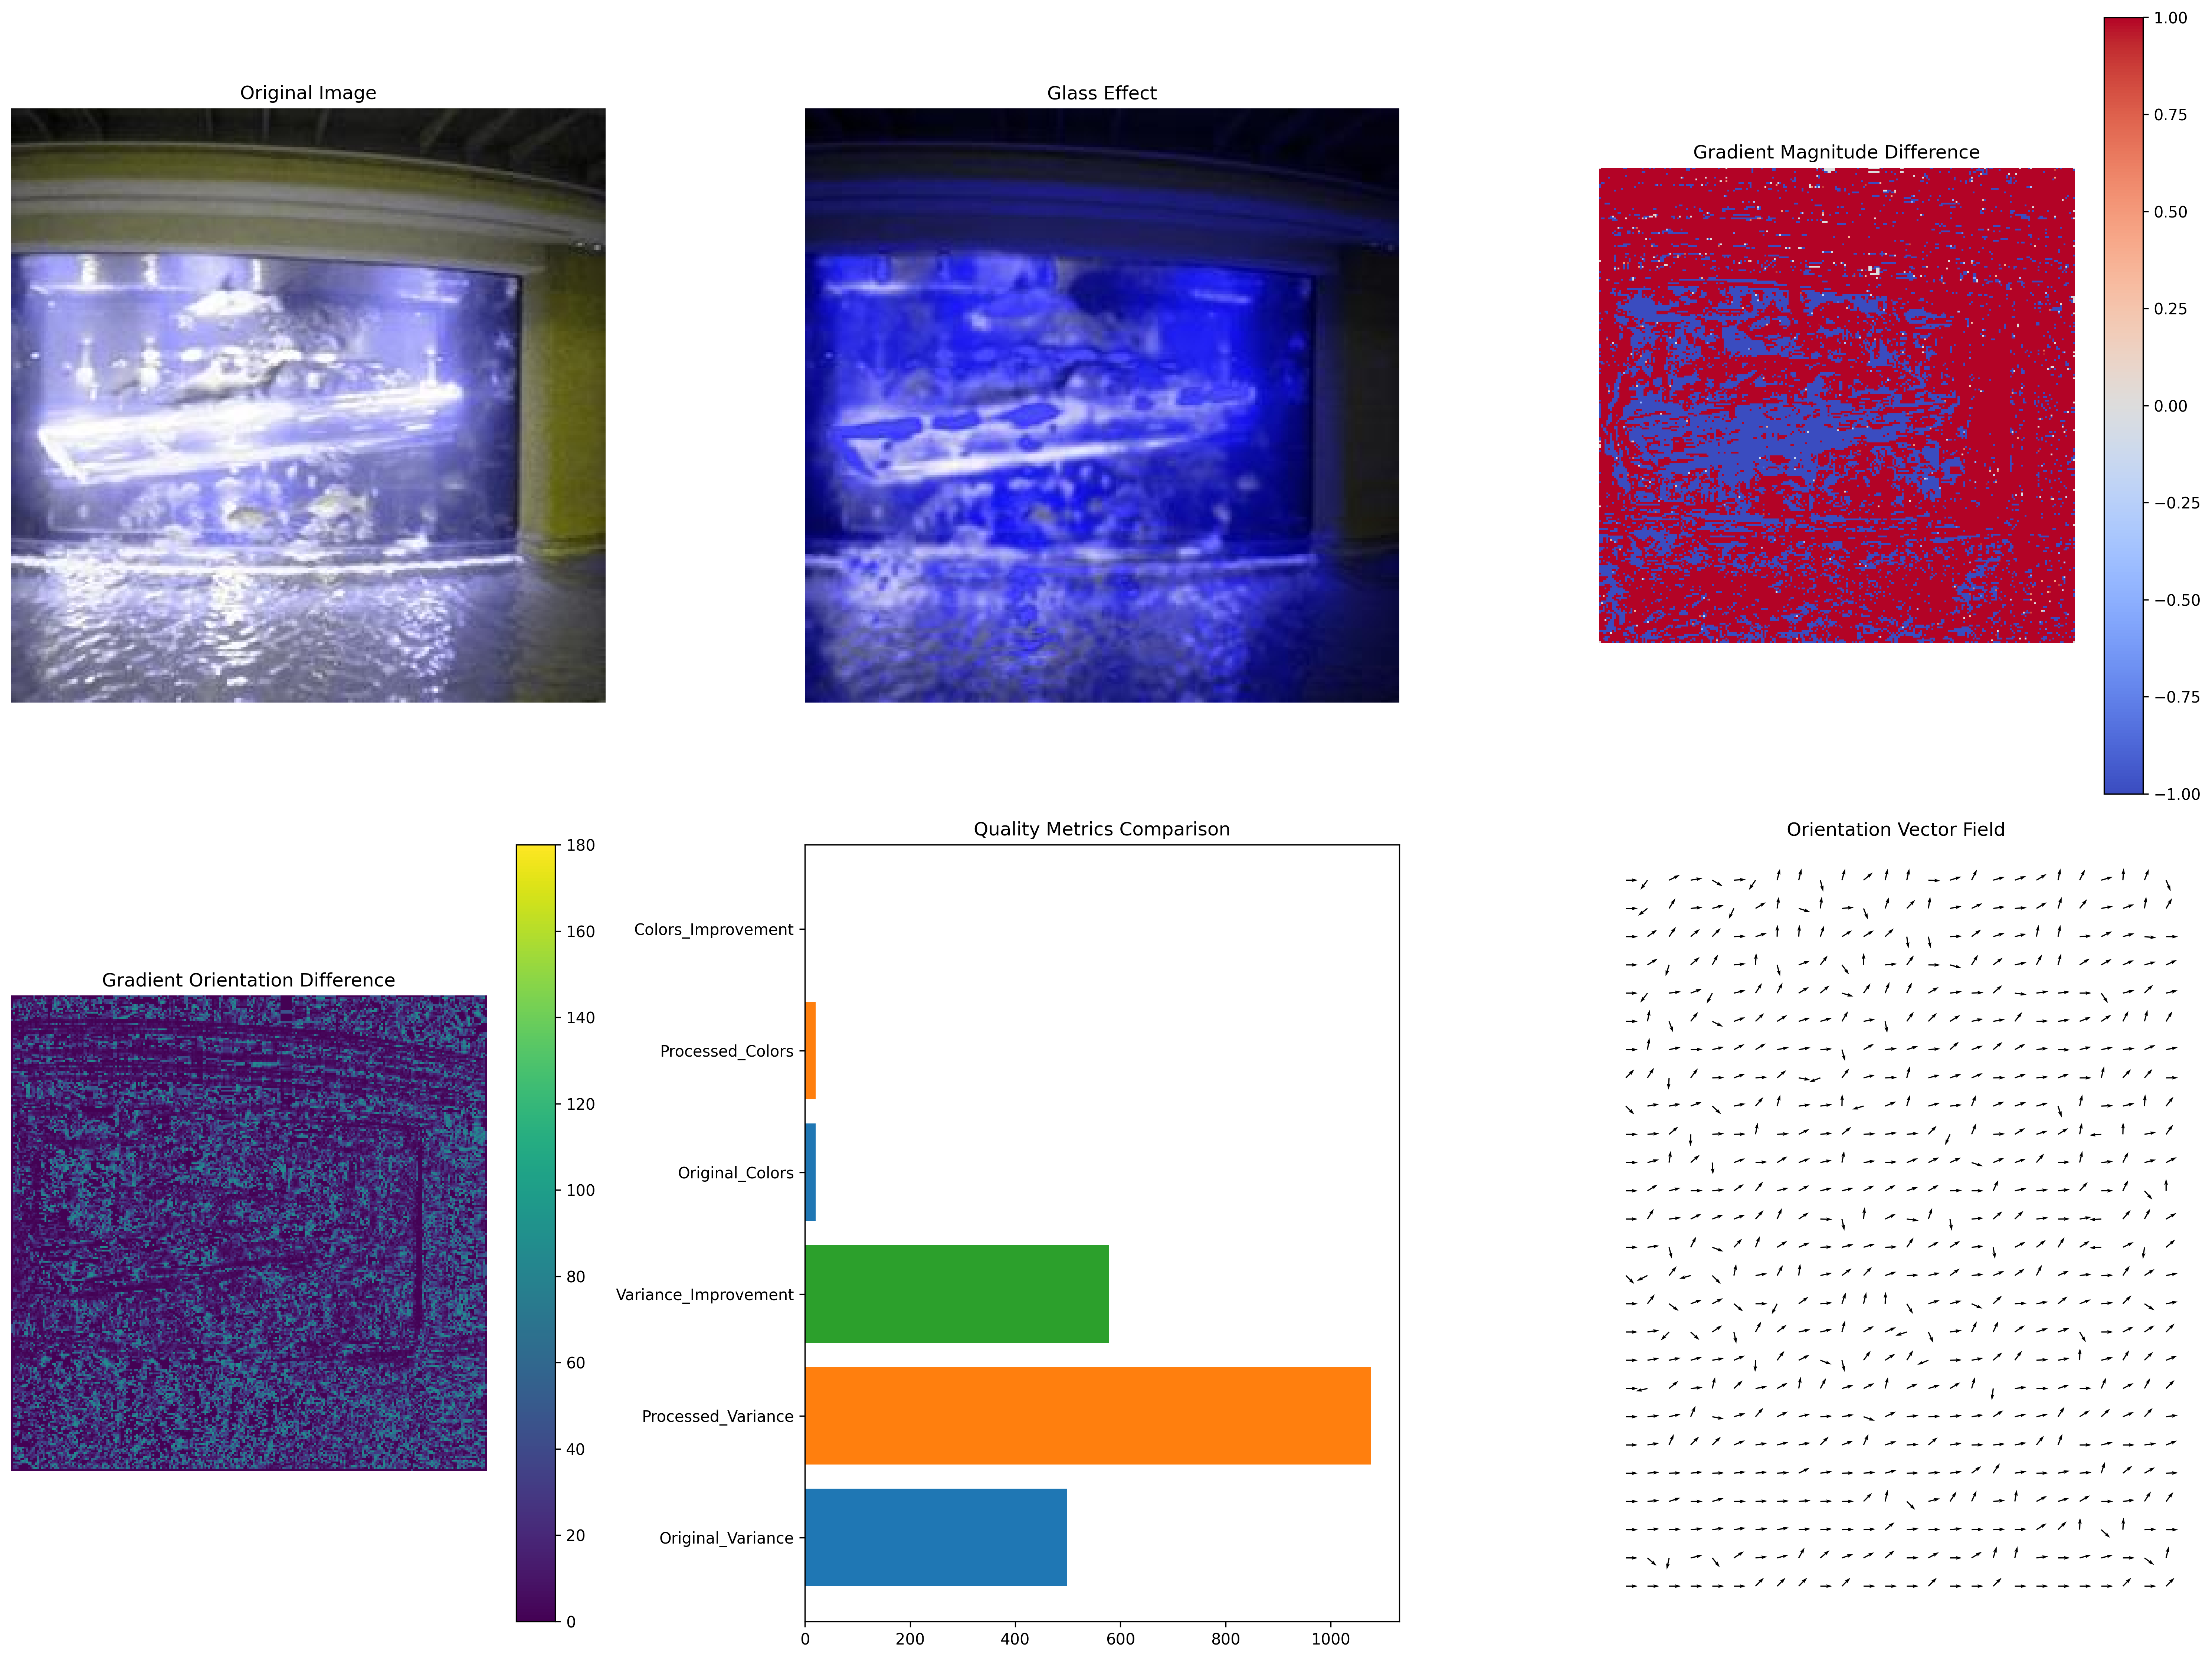 Original Image
Glass Effect
Gradient Magnitude Difference
1.00
0.75
0.50
0.25
0.00
−0.25
−0.50
−0.75
−1.00
Gradient Orientation Difference
180
160
140
120
100
80
60
40
20
0
Quality Metrics Comparison
Colors_Improvement
Processed_Colors
Original_Colors
Variance_Improvement
Processed_Variance
Original_Variance
0 200 400 600 800 1000
Orientation Vector Field